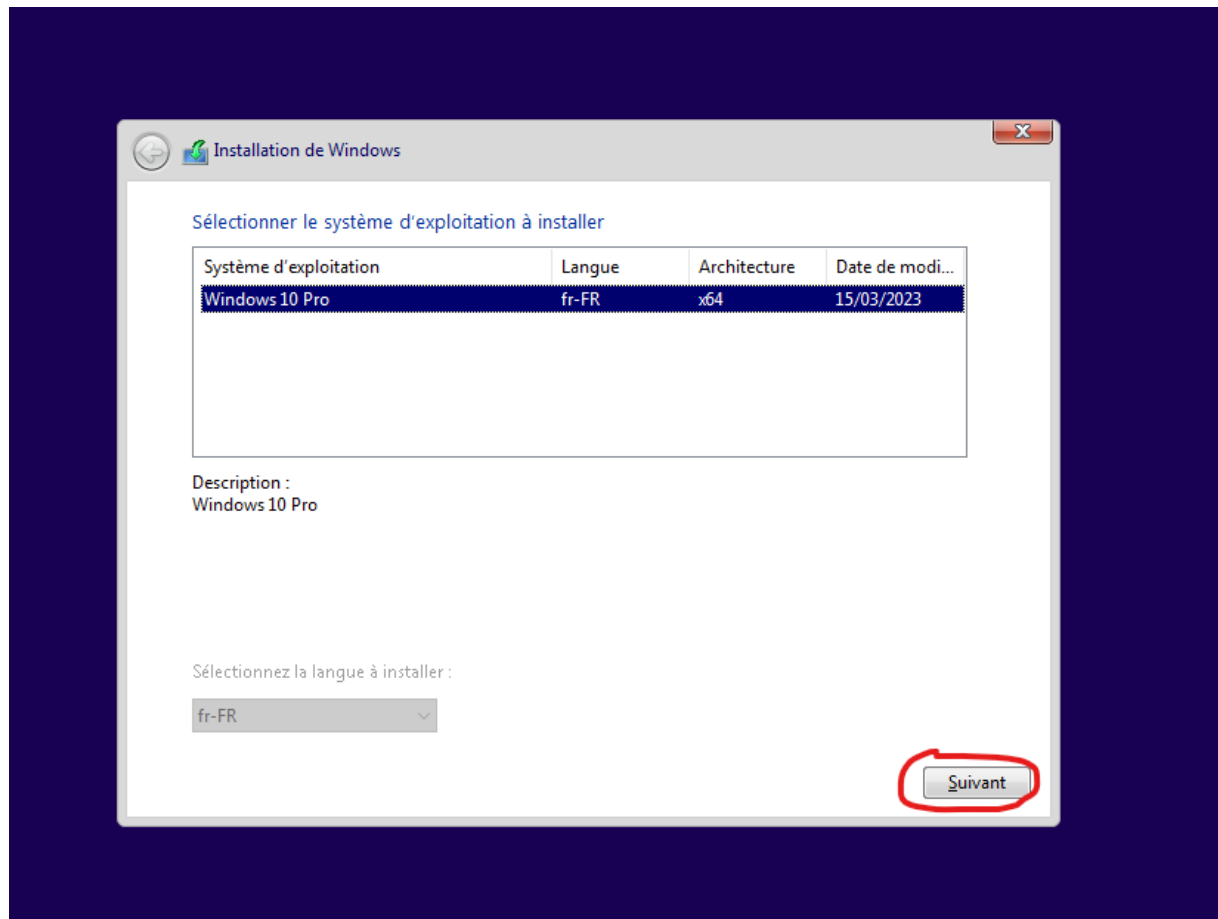 Installation de Windows
Sélectionner le système d'exploitation à installer
Système d'exploitation Langue Architecture Date de modi...
Windows 10 Pro fr-FR x64 15/03/2023
Description :
Windows 10 Pro
Sélectionnez la langue à installer :
fr-FR
Suivant